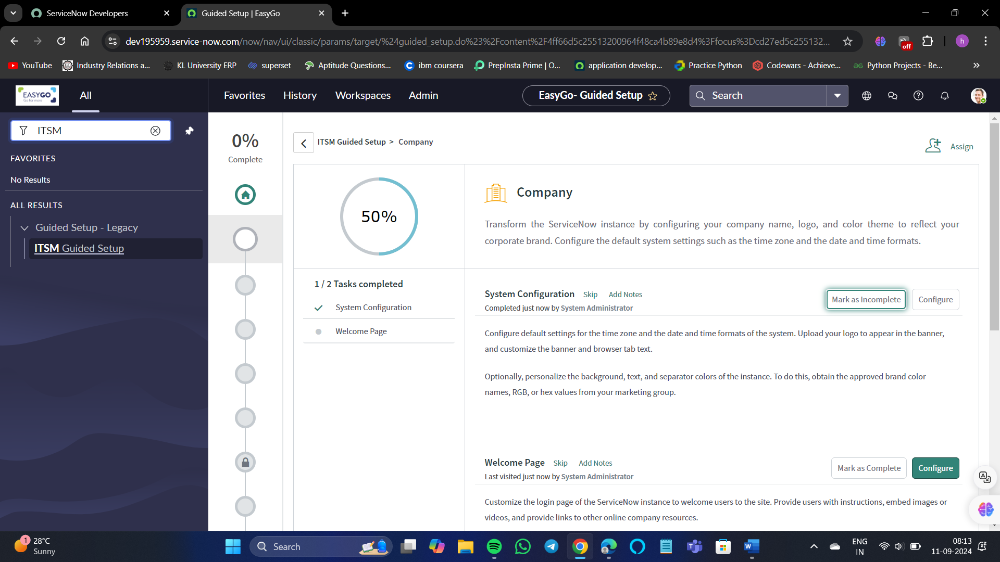 ServiceNow Developers
Guided Setup | EasyGo
dev195959.service-now.com/now/nav/ui/classic/params/target/%24guided_setup.do%23%2Fcontent%2F4ff66d5c25513200964f48ca4b89e8d4%3Ffocus%3Dcd27ed5c255132...
off
h
YouTube
Industry Relations a...
KL University ERP
superset
Aptitude Questions...
ibm coursera
PrepInsta Prime | O...
application develop...
Practice Python
Codewars - Achieve...
Python Projects - Be...
EASYGO
Go for more
All
Favorites
History
Workspaces
Admin
EasyGo- Guided Setup
Search
ITSM
FAVORITES
No Results
ALL RESULTS
Guided Setup - Legacy
ITSM Guided Setup
0%
Complete
ITSM Guided Setup > Company
Assign
50%
Company
Transform the ServiceNow instance by configuring your company name, logo, and color theme to reflect your
corporate brand. Configure the default system settings such as the time zone and the date and time formats.
1 / 2 Tasks completed
System Configuration
Welcome Page
System Configuration Skip Add Notes
Completed just now by System Administrator
Mark as Incomplete
Configure
Configure default settings for the time zone and the date and time formats of the system. Upload your logo to appear in the banner,
and customize the banner and browser tab text.
Optionally, personalize the background, text, and separator colors of the instance. To do this, obtain the approved brand color
names, RGB, or hex values from your marketing group.
Welcome Page Skip Add Notes
Last visited just now by System Administrator
Mark as Complete
Configure
Customize the login page of the ServiceNow instance to welcome users to the site. Provide users with instructions, embed images or
videos, and provide links to other online company resources.
1
28°C
Sunny
Search
ENG
IN
08:13
11-09-2024